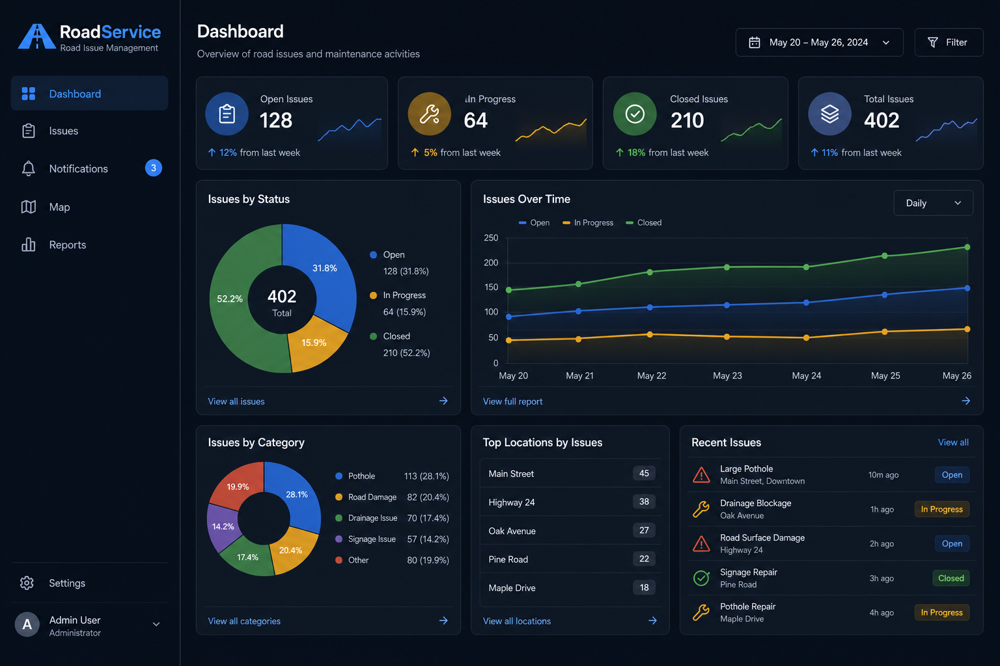 RoadService
Road Issue Management
Dashboard
Issues
Notifications
3
Map
Reports
Settings
A
Admin User
Administrator
Dashboard
Overview of road issues and maintenance acivities
May 20 – May 26, 2024
Filter
Open Issues
128
↑ 12% from last week
In Progress
64
↑ 5% from last week
Closed Issues
210
↑ 18% from last week
Total Issues
402
↑ 11% from last week
Issues by Status
31.8%
52.2%
15.9%
402
Total
Open
128 (31.8%)
In Progress
64 (15.9%)
Closed
210 (52.2%)
View all issues
Issues Over Time
Daily
Open In Progress Closed
250
200
150
100
50
0
May 20 May 21 May 22 May 23 May 24 May 25 May 26
View full report
Issues by Category
19.9%
28.1%
14.2%
17.4%
20.4%
Pothole 113 (28.1%)
Road Damage 82 (20.4%)
Drainage Issue 70 (17.4%)
Signage Issue 57 (14.2%)
Other 80 (19.9%)
View all categories
Top Locations by Issues
Main Street 45
Highway 24 38
Oak Avenue 27
Pine Road 22
Maple Drive 18
View all locations
Recent Issues View all
Large Pothole
Main Street, Downtown
10m ago Open
Drainage Blockage
Oak Avenue
1h ago In Progress
Road Surface Damage
Highway 24
2h ago Open
Signage Repair
Pine Road
3h ago Closed
Pothole Repair
Maple Drive
4h ago In Progress